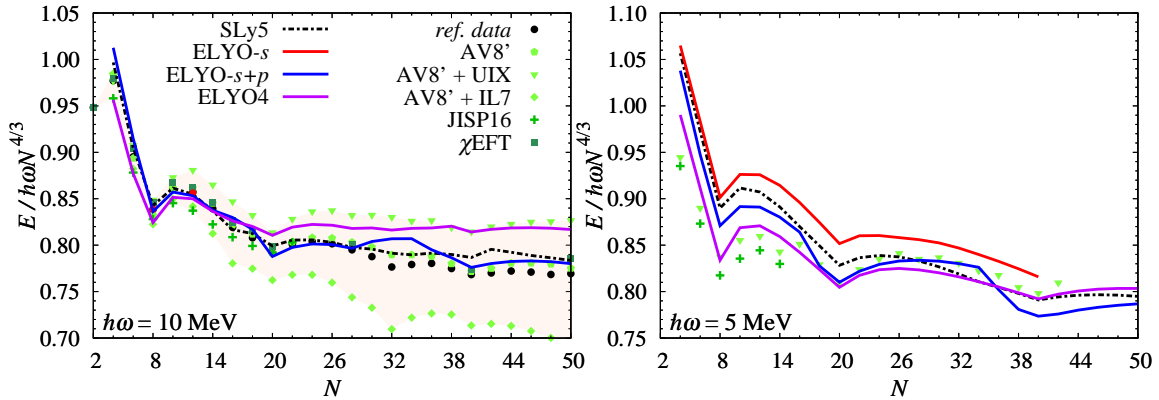 1.00
0.95
0.90
0.85
0.80
0.75
0.70
E / ℏωN^4/3
SLy5
ELYO-s
ELYO-s+p
ELYO4
ref. data
AV8'
AV8' + UIX
AV8' + IL7
JISP16
χEFT
ℏω = 10 MeV
2 8 14 20 26 32 38 44 50
N
1.10
1.05
1.00
0.95
0.90
0.85
0.80
0.75
E / ℏωN^4/3
ℏω = 5 MeV
2 8 14 20 26 32 38 44 50
N